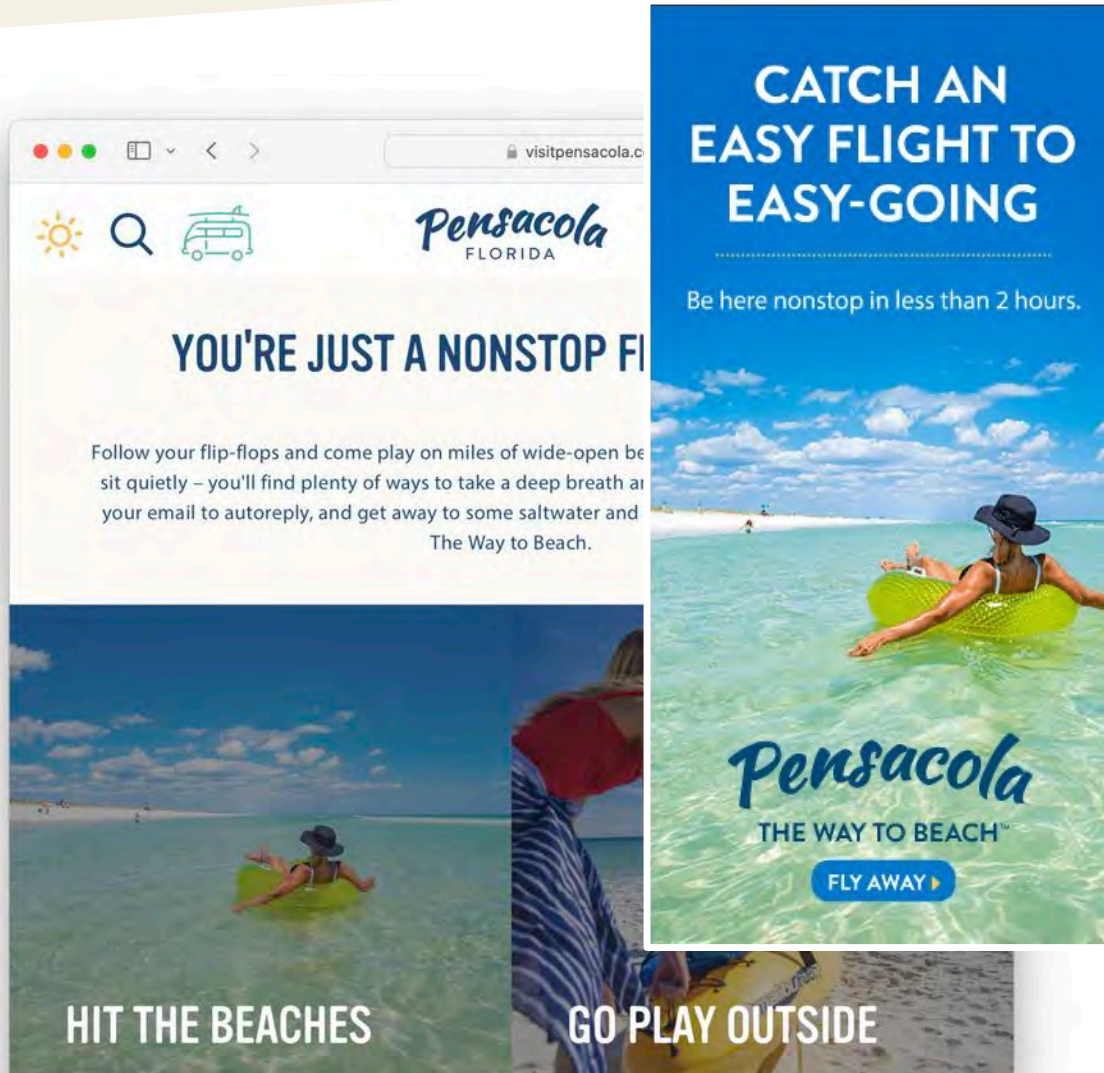 visitpensacola.c
Pensacola
FLORIDA
YOU'RE JUST A NONSTOP
Follow your flip-flops and come play on miles of wide-open
sit quietly – you'll find plenty of ways to take a deep breath
your email to autoreply, and get away to some saltwater and
The Way to Beach.
HIT THE BEACHES
GO PLAY OUTSIDE
CATCH AN
EASY FLIGHT TO
EASY-GOING
Be here nonstop in less than 2 hours.
Pensacola
THE WAY TO BEACH™
FLY AWAY